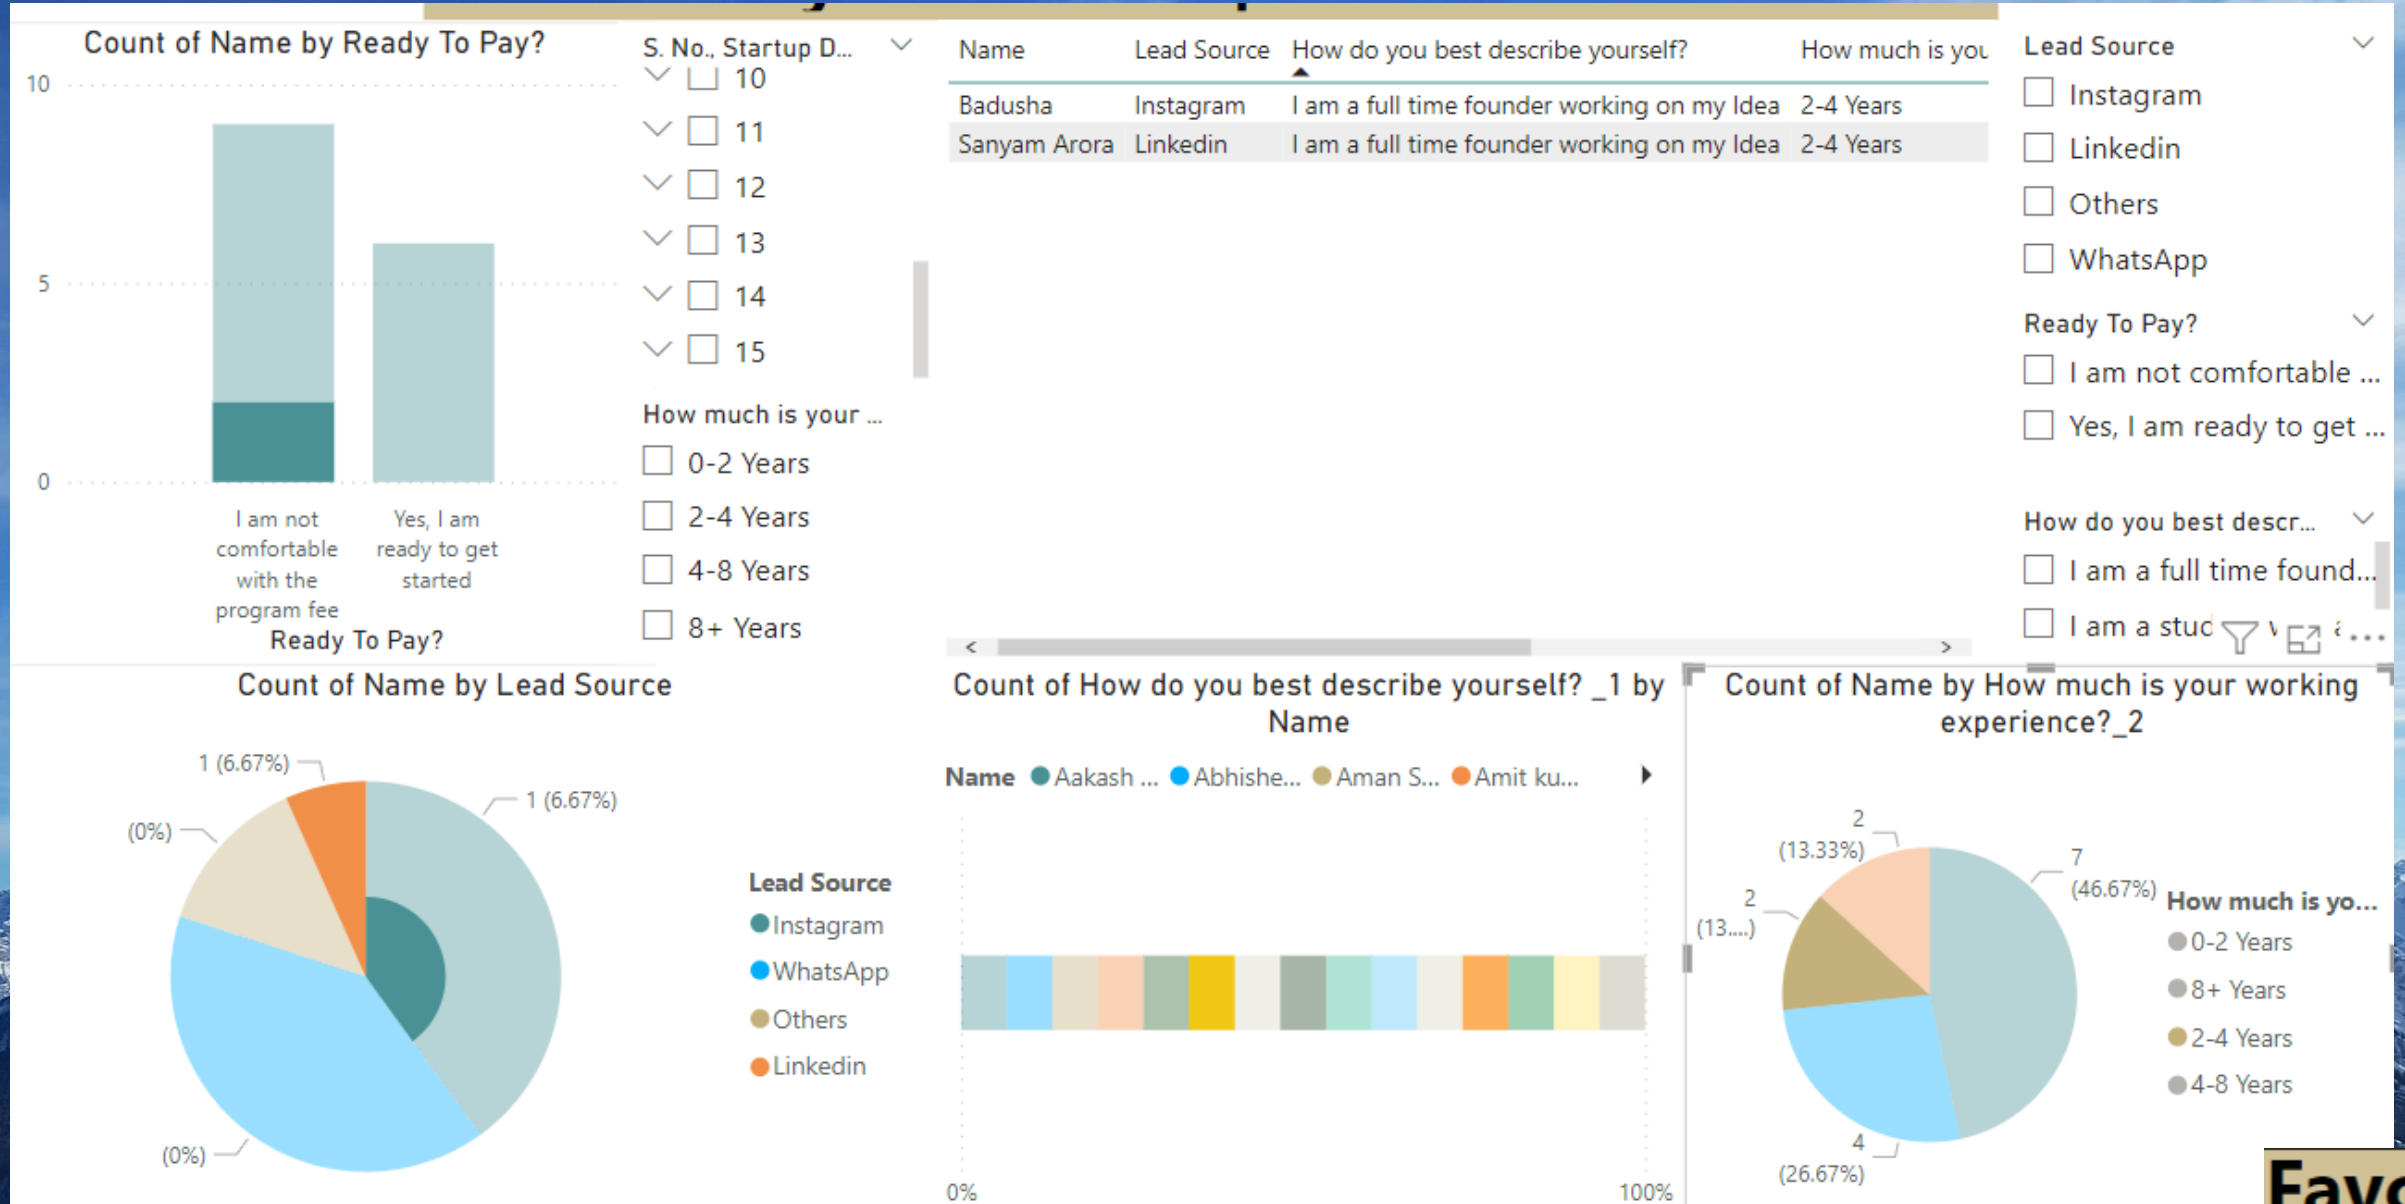 Count of Name by Ready To Pay?
10
5
0
I am not
comfortable
with the
program fee
Yes, I am
ready to get
started
Ready To Pay?
S. No., Startup D...
10
11
12
13
14
15
How much is your ...
0-2 Years
2-4 Years
4-8 Years
8+ Years
Name Lead Source How do you best describe yourself? How much is you
Badusha Instagram I am a full time founder working on my Idea 2-4 Years
Sanyam Arora Linkedin I am a full time founder working on my Idea 2-4 Years
Lead Source
Instagram
Linkedin
Others
WhatsApp
Ready To Pay?
I am not comfortable ...
Yes, I am ready to get ...
How do you best descr...
I am a full time found...
I am a stud
Count of Name by Lead Source
1 (6.67%)
1 (6.67%)
(0%)
(0%)
Lead Source
Instagram
WhatsApp
Others
Linkedin
Count of How do you best describe yourself? _1 by
Name
Name Aakash ... Abhishe... Aman S... Amit ku...
0% 100%
Count of Name by How much is your working
experience?_2
2
(13.33%)
7
(46.67%)
2
(13....)
4
(26.67%)
How much is yo...
0-2 Years
8+ Years
2-4 Years
4-8 Years